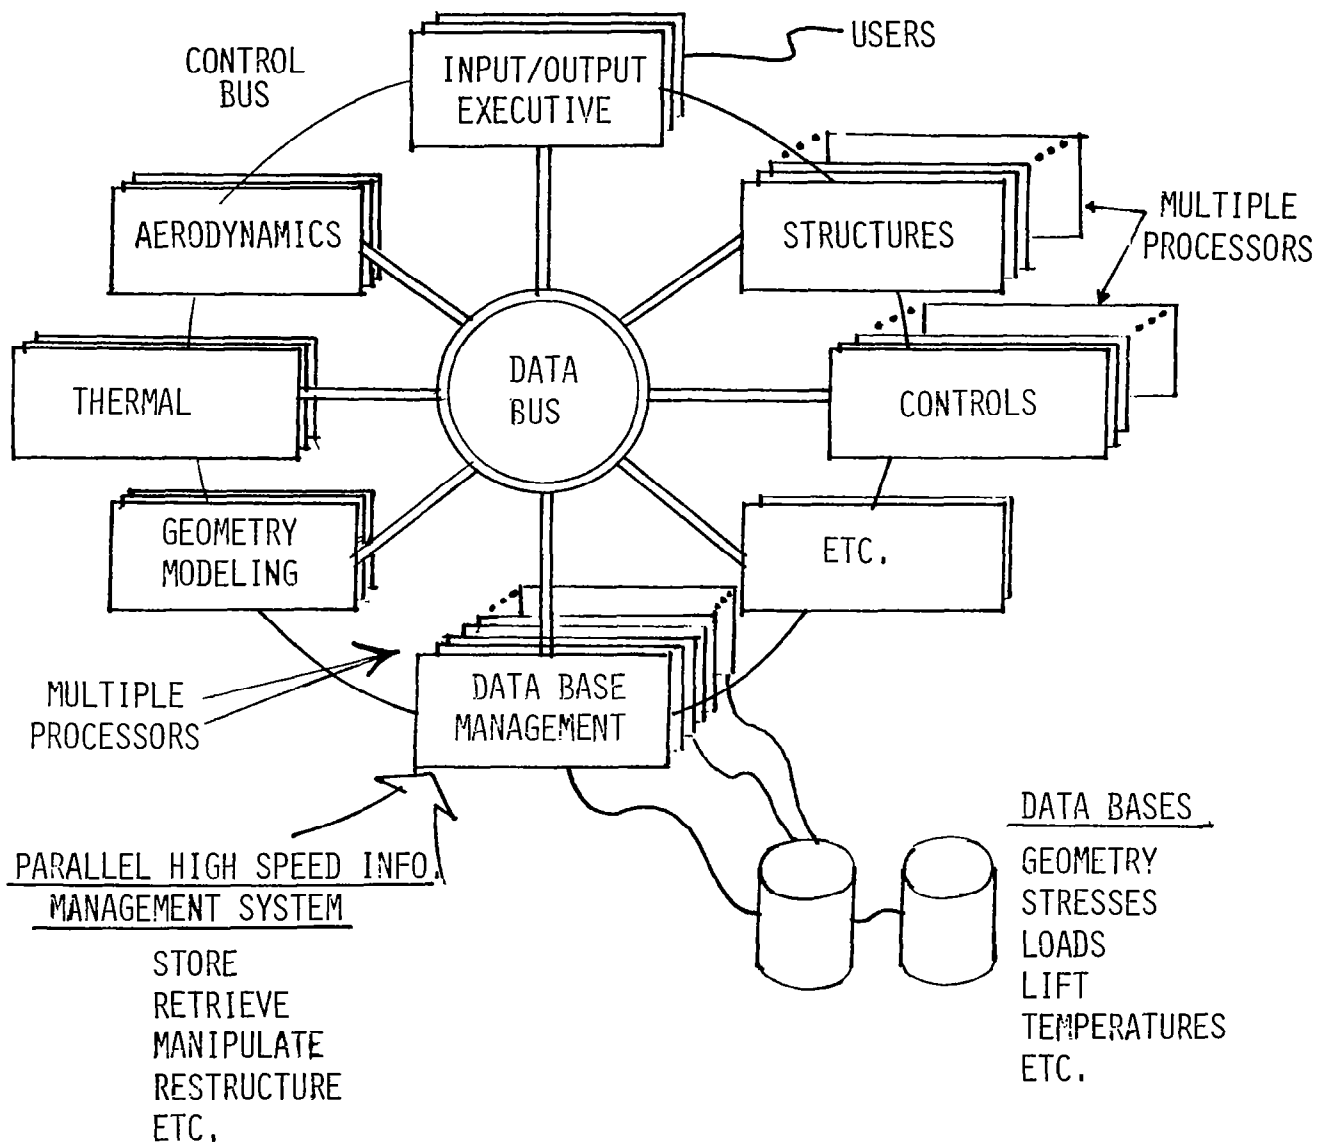 CONTROL
BUS
INPUT/OUTPUT
EXECUTIVE
USERS
AERODYNAMICS
STRUCTURES
MULTIPLE
PROCESSORS
THERMAL
DATA
BUS
CONTROLS
GEOMETRY
MODELING
ETC.
MULTIPLE
PROCESSORS
DATA BASE
MANAGEMENT
PARALLEL HIGH SPEED INFO.
MANAGEMENT SYSTEM
STORE
RETRIEVE
MANIPULATE
RESTRUCTURE
ETC.
DATA BASES
GEOMETRY
STRESSES
LOADS
LIFT
TEMPERATURES
ETC.